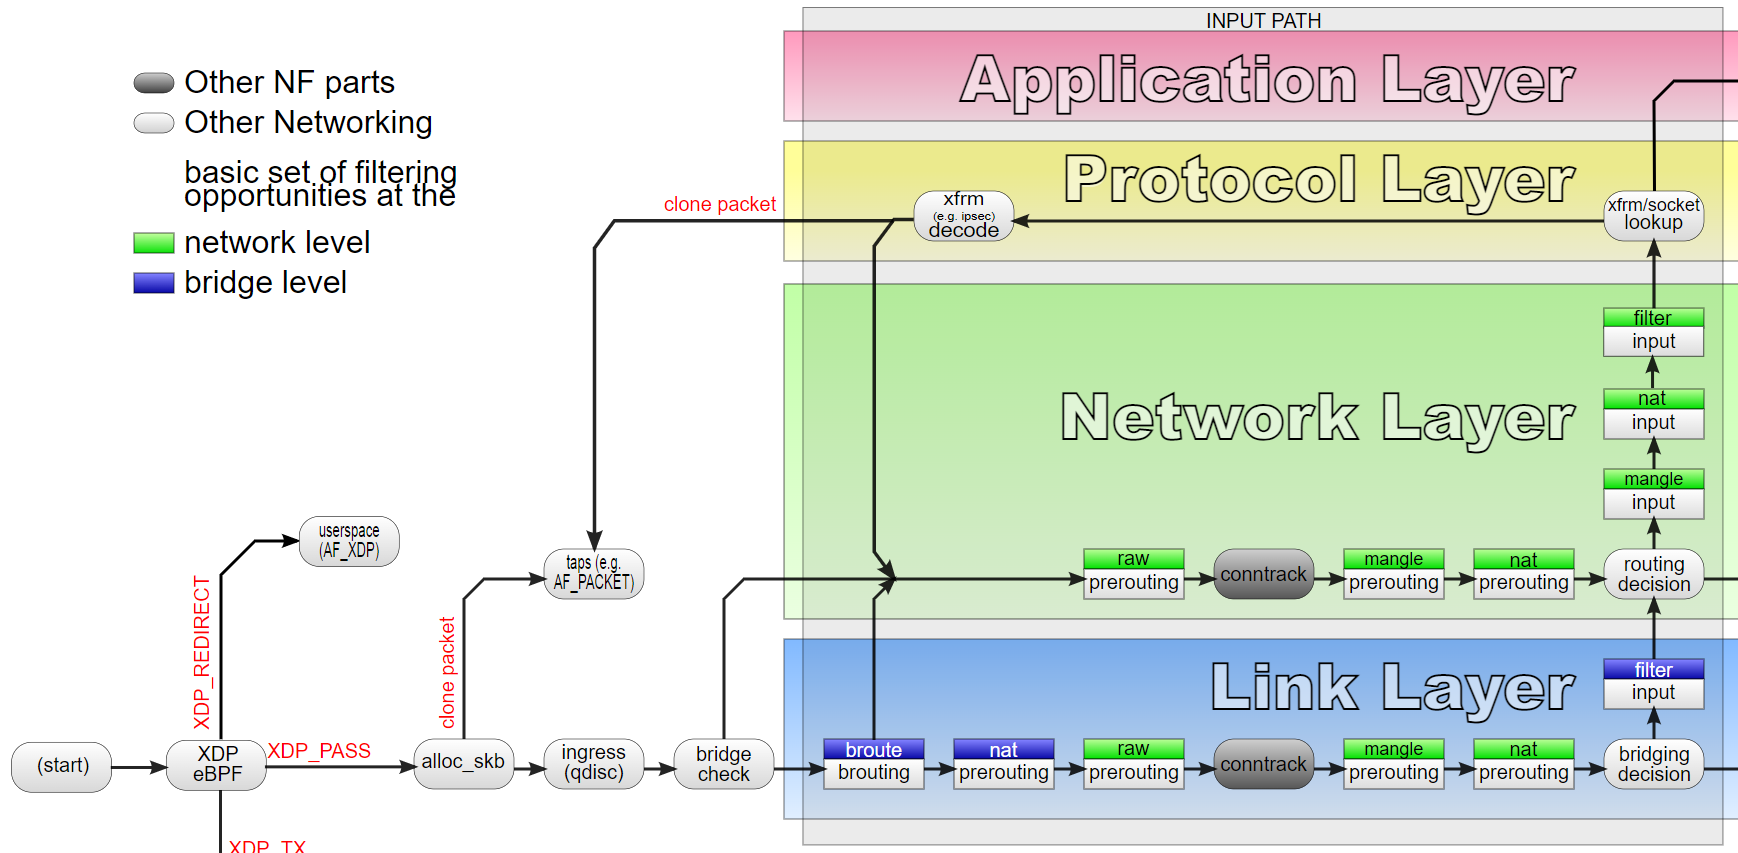 INPUT PATH
Application Layer
Other NF parts
Other Networking
basic set of filtering
opportunities at the
network level
bridge level
Protocol Layer
clone packet
xfrm
(e.g. ipsec)
decode
xfrm/socket
lookup
Network Layer
filter
input
nat
input
mangle
input
userspace
(AF_XDP)
XDP_REDIRECT
taps (e.g.
AF_PACKET)
clone packet
raw
prerouting
conntrack
mangle
prerouting
nat
prerouting
routing
decision
Link Layer
filter
input
(start)
XDP
eBPF
XDP_PASS
alloc_skb
ingress
(qdisc)
bridge
check
broute
brouting
nat
prerouting
raw
prerouting
conntrack
mangle
prerouting
nat
prerouting
bridging
decision
XDP_TX